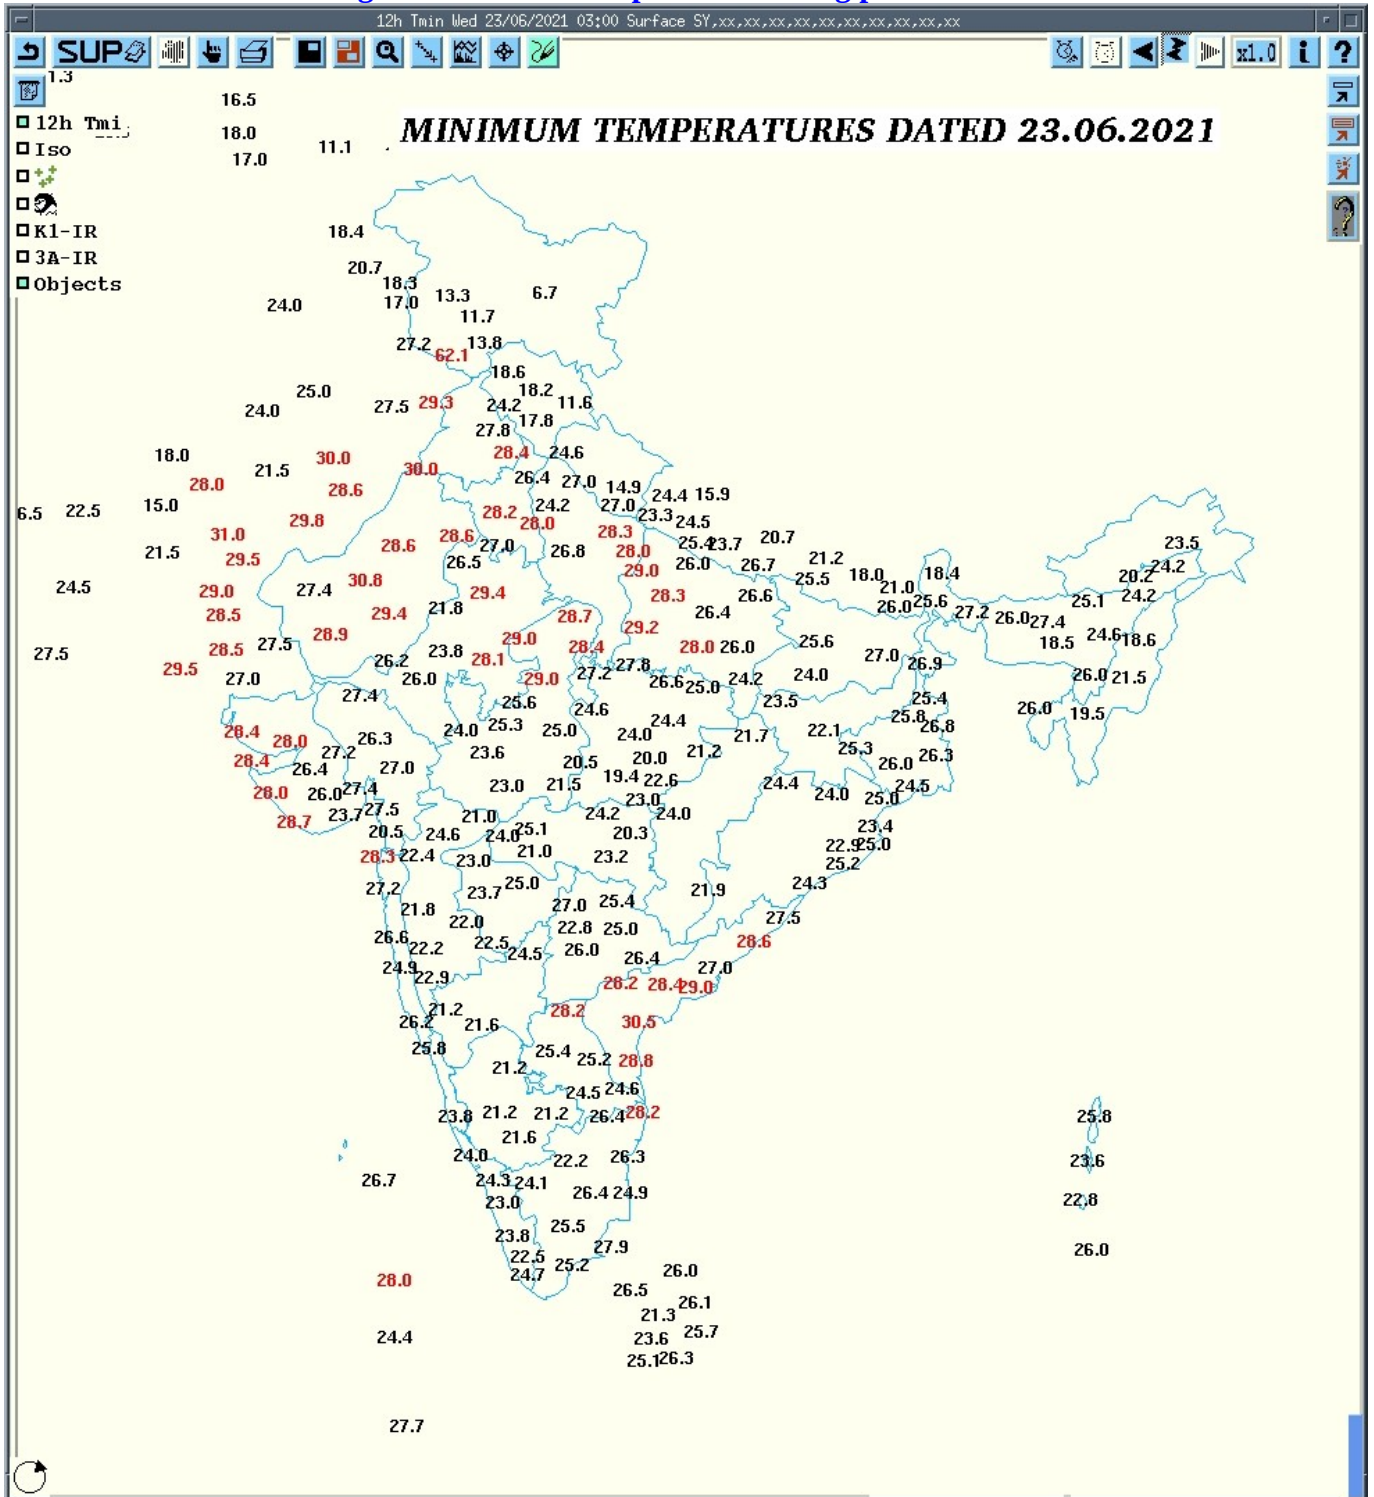 12h Tmin Wed 23/06/2021 03:00 Surface SY,xx,xx,xx,xx,xx,xx,xx,xx,xx,xx
SUP x1.0 i ?
1.3
16.5
12h Tmi
MINIMUM TEMPERATURES DATED 23.06.2021
18.0
Iso 11.1
17.0
K1-IR 18.4
3A-IR
20.7
Objects 18.3
24.0 17.0 13.3 6.7
11.7
27.2 13.8
62.1
18.6
25.0 18.2
24.0 27.5 29.3 24.2 11.6
17.8
27.8
18.0 30.0 28.4 24.6
21.5 30.0
28.0 28.6 26.4 27.0 14.9
24.4 15.9
6.5 22.5 15.0 28.2 24.2 27.0
29.8 28.0 23.3 24.5
31.0 28.6 28.3 20.7
21.5 28.6 27.0 26.8 28.0 25.4 23.7 23.5
29.5 26.5 26.0 26.7 21.2
24.5 29.0 27.4 30.8 29.0 25.5 18.0 18.4 20.2 24.2
29.4 28.3 26.6 21.0
28.5 29.4 21.8 28.7 26.4 26.0 25.6 27.2 26.0 27.4 25.1 24.2
28.9 29.0 29.2 18.5 24.6 18.6
27.5 28.5 27.5 23.8 28.4 28.0 26.0 25.6
29.5 26.2 28.1 27.8 27.0 26.9
27.0 26.0 29.0 27.2 26.6 25.0 24.2 24.0 26.0 21.5
27.4 25.6 24.6 23.5 25.4
28.4 24.0 25.3 25.0 24.4 25.8 26.0 19.5
28.0 26.3 24.0 21.7 22.1 26.8
28.4 27.2 23.6 20.5 20.0 21.2 25.3 26.3
26.4 27.0 19.4 22.6 26.0
28.0 26.0 27.4 23.0 21.5 23.0 24.4 24.0 25.0 24.5
28.7 23.7 27.5 21.0 24.2 24.0
20.5 24.6 24.0 25.1 20.3 23.4
28.3 22.4 23.0 21.0 23.2 22.9 25.0
25.2
27.2 23.7 25.0 21.9 24.3
21.8 27.0 25.4
22.0 22.8 25.0 27.5
26.6 22.2 22.5 24.5 26.0 28.6
24.9 26.4 27.0
22.9 28.2 28.4 29.0
21.2 28.2
26.2 21.6 30.5
25.8 25.4 25.2 28.8
21.2
24.5 24.6
23.8 21.2 21.2 26.4 28.2 25.8
21.6
24.0 22.2 26.3 23.6
26.7 24.3 24.1
23.0 26.4 24.9 22.8
23.8 25.5
22.5 27.9 26.0
24.7 25.2
28.0 26.0
26.5
26.1
21.3
24.4 23.6 25.7
25.1 26.3
27.7